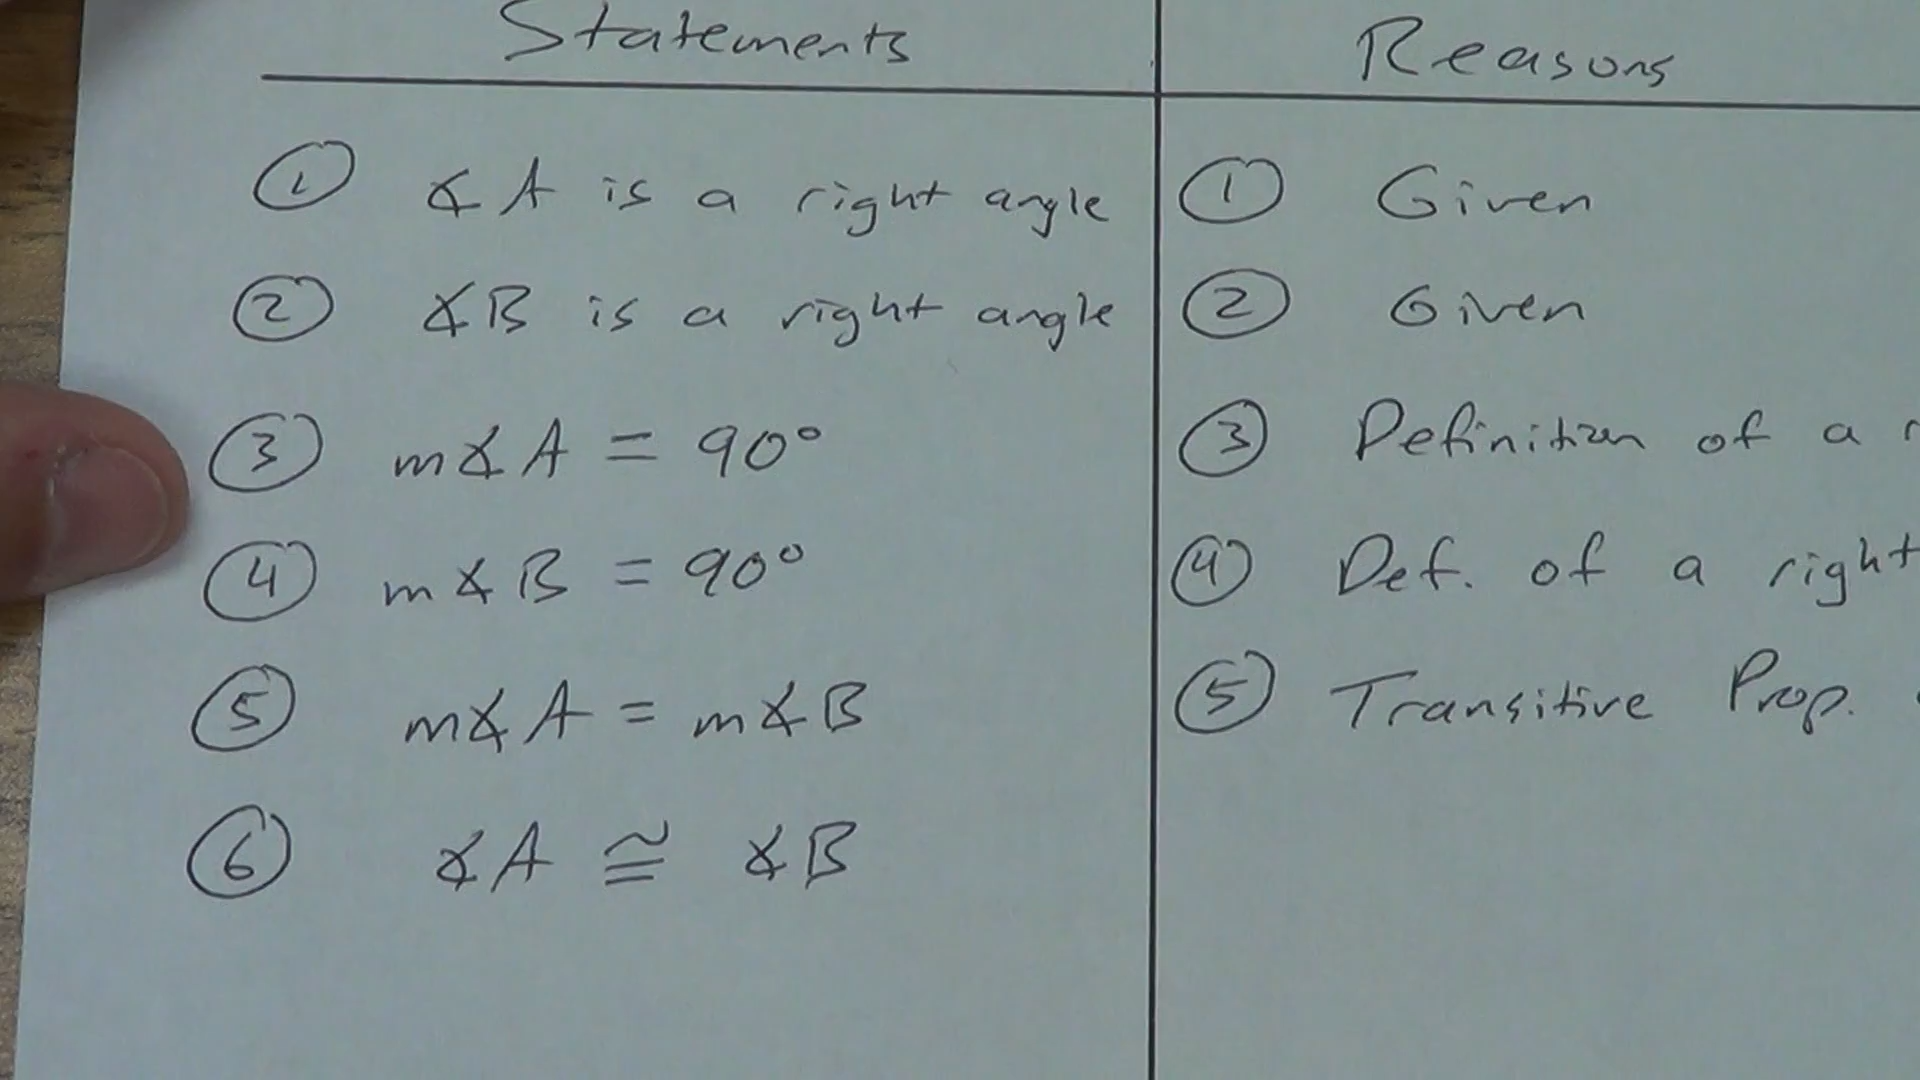 Statements Reasons
① ∡A is a right angle ① Given
② ∡B is a right angle ② Given
③ m∡A = 90° ③ Definition of a
④ m∡B = 90° ④ Def. of a right
⑤ m∡A = m∡B ⑤ Transitive Prop.
⑥ ∡A ≅ ∡B